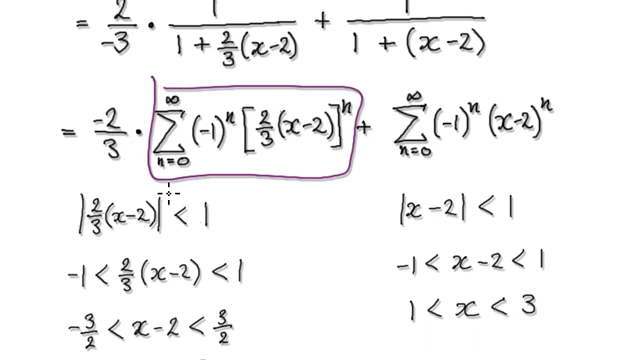 = 2/-3 · 1/(1 + 2/3(x-2)) + 1/(1 + (x-2))
= -2/3 · ∞∑n=0 (-1)^n [2/3(x-2)]^n + ∞∑n=0 (-1)^n (x-2)^n
|2/3(x-2)| < 1
-1 < 2/3(x-2) < 1
-3/2 < x-2 < 3/2
|x-2| < 1
-1 < x-2 < 1
1 < x < 3